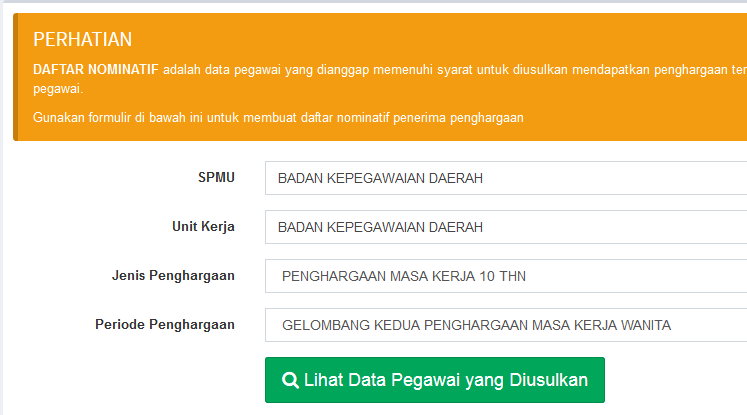 PERHATIAN
DAFTAR NOMINATIF adalah data pegawai yang dianggap memenuhi syarat untuk diusulkan mendapatkan penghargaan
pegawai.
Gunakan formulir di bawah ini untuk membuat daftar nominatif penerima penghargaan
SPMU BADAN KEPEGAWAIAN DAERAH
Unit Kerja BADAN KEPEGAWAIAN DAERAH
Jenis Penghargaan PENGHARGAAN MASA KERJA 10 THN
Periode Penghargaan GELOMBANG KEDUA PENGHARGAAN MASA KERJA WANITA
Lihat Data Pegawai yang Diusulkan